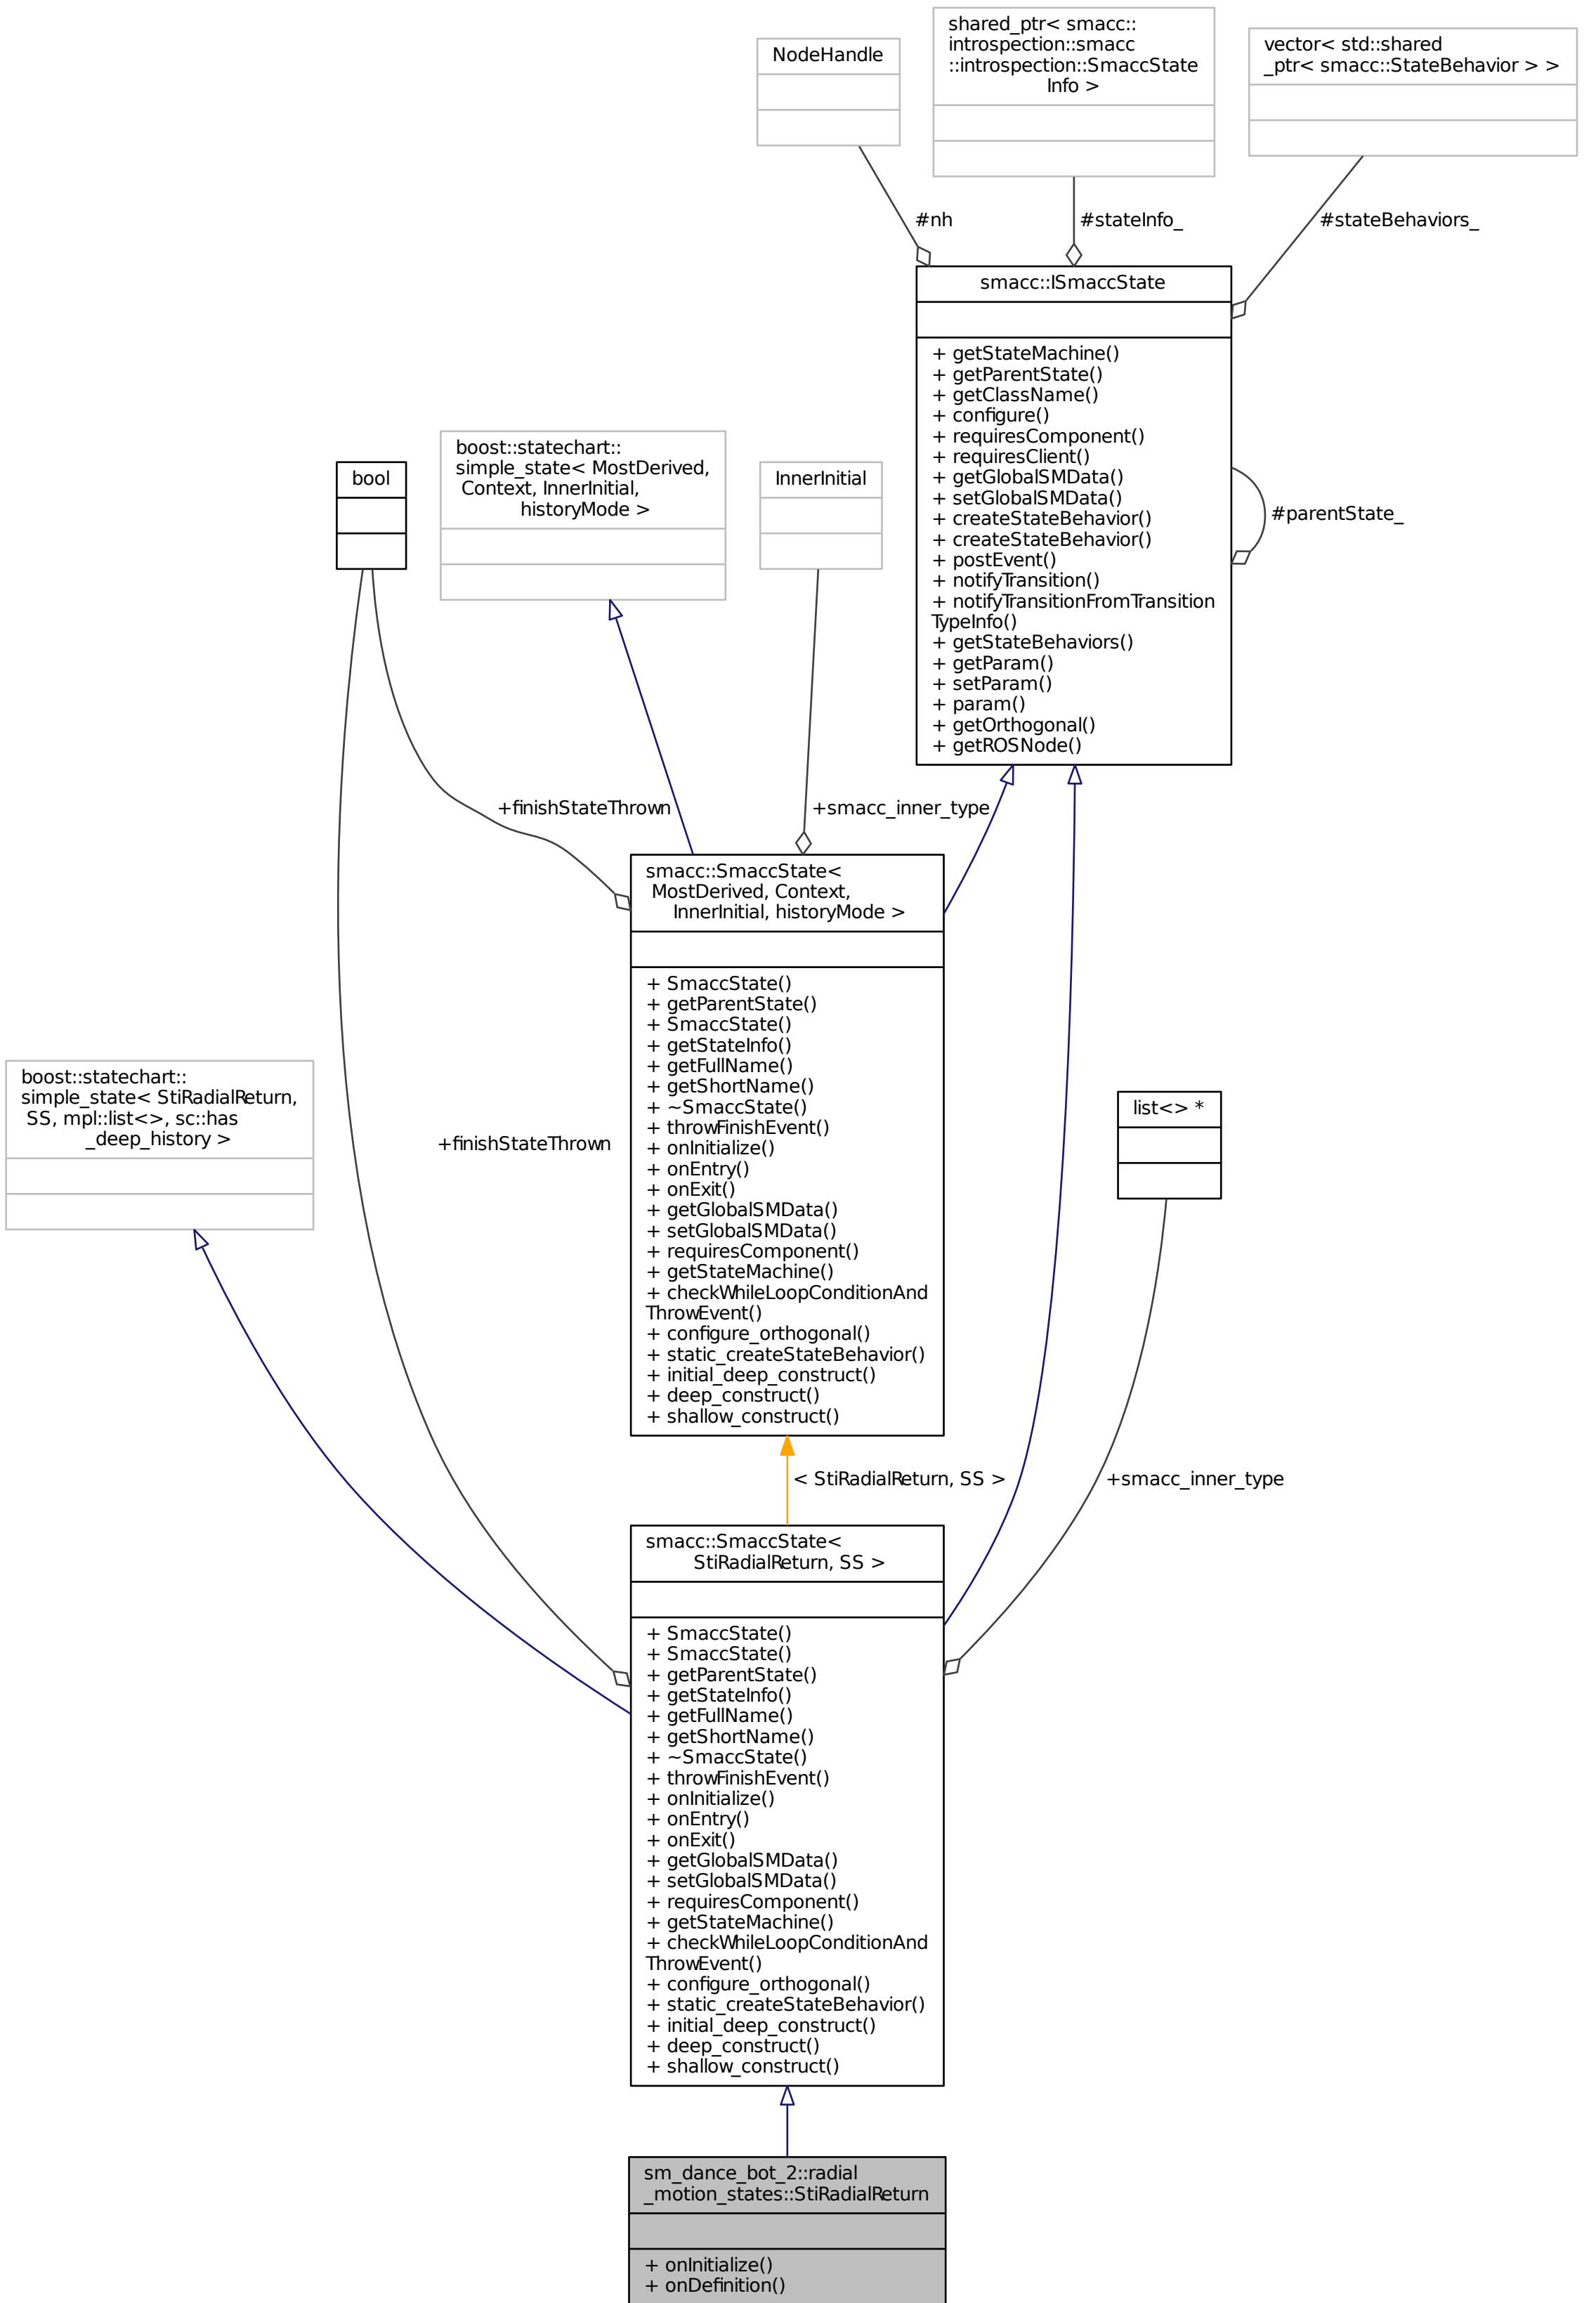 NodeHandle
shared_ptr< smacc::
introspection::smacc
::introspection::SmaccState
Info >
vector< std::shared
_ptr< smacc::StateBehavior > >
#nh
#stateInfo_
#stateBehaviors_
smacc::ISmaccState
+ getStateMachine()
+ getParentState()
+ getClassName()
+ configure()
+ requiresComponent()
+ requiresClient()
+ getGlobalSMData()
+ setGlobalSMData()
+ createStateBehavior()
+ createStateBehavior()
+ postEvent()
+ notifyTransition()
+ notifyTransitionFromTransition
TypeInfo()
+ getStateBehaviors()
+ getParam()
+ setParam()
+ param()
+ getOrthogonal()
+ getROSNode()
#parentState_
bool
boost::statechart::
simple_state< MostDerived,
Context, InnerInitial,
historyMode >
InnerInitial
+finishStateThrown
+smacc_inner_type
smacc::SmaccState<
MostDerived, Context,
InnerInitial, historyMode >
+ SmaccState()
+ getParentState()
+ SmaccState()
+ getStateInfo()
+ getFullName()
+ getShortName()
+ ~SmaccState()
+ throwFinishEvent()
+ onInitialize()
+ onEntry()
+ onExit()
+ getGlobalSMData()
+ setGlobalSMData()
+ requiresComponent()
+ getStateMachine()
+ checkWhileLoopConditionAnd
ThrowEvent()
+ configure_orthogonal()
+ static_createStateBehavior()
+ initial_deep_construct()
+ deep_construct()
+ shallow_construct()
boost::statechart::
simple_state< StiRadialReturn,
SS, mpl::list<>, sc::has
_deep_history >
+finishStateThrown
list<> *
< StiRadialReturn, SS >
+smacc_inner_type
smacc::SmaccState<
StiRadialReturn, SS >
+ SmaccState()
+ SmaccState()
+ getParentState()
+ getStateInfo()
+ getFullName()
+ getShortName()
+ ~SmaccState()
+ throwFinishEvent()
+ onInitialize()
+ onEntry()
+ onExit()
+ getGlobalSMData()
+ setGlobalSMData()
+ requiresComponent()
+ getStateMachine()
+ checkWhileLoopConditionAnd
ThrowEvent()
+ configure_orthogonal()
+ static_createStateBehavior()
+ initial_deep_construct()
+ deep_construct()
+ shallow_construct()
sm_dance_bot_2::radial
_motion_states::StiRadialReturn
+ onInitialize()
+ onDefinition()